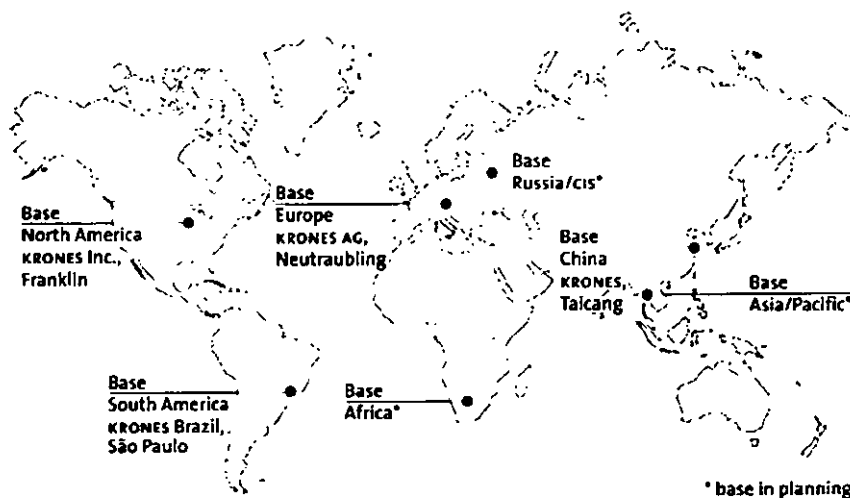 Base
Russia/CIS*
Base
Europe
KRONES AG,
Neutraubling
Base
North America
KRONES Inc.,
Franklin
Base
China
KRONES,
Taicang
Base
Asia/Pacific*
Base
South America
KRONES Brazil,
São Paulo
Base
Africa*
* base in planning